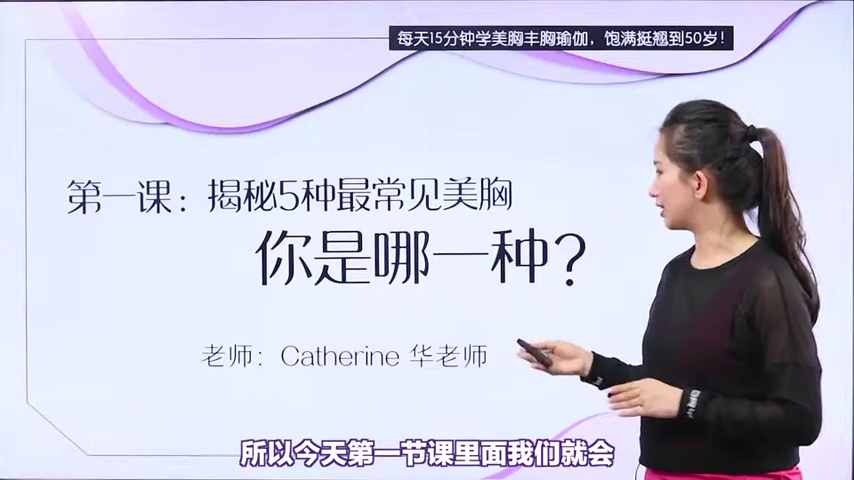 每天15分钟学美胸丰胸瑜伽，饱满挺翘到50岁！
第一课：揭秘5种最常见美胸
你是哪一种？
老师：Catherine 华老师
所以今天第一节课里面我们就会